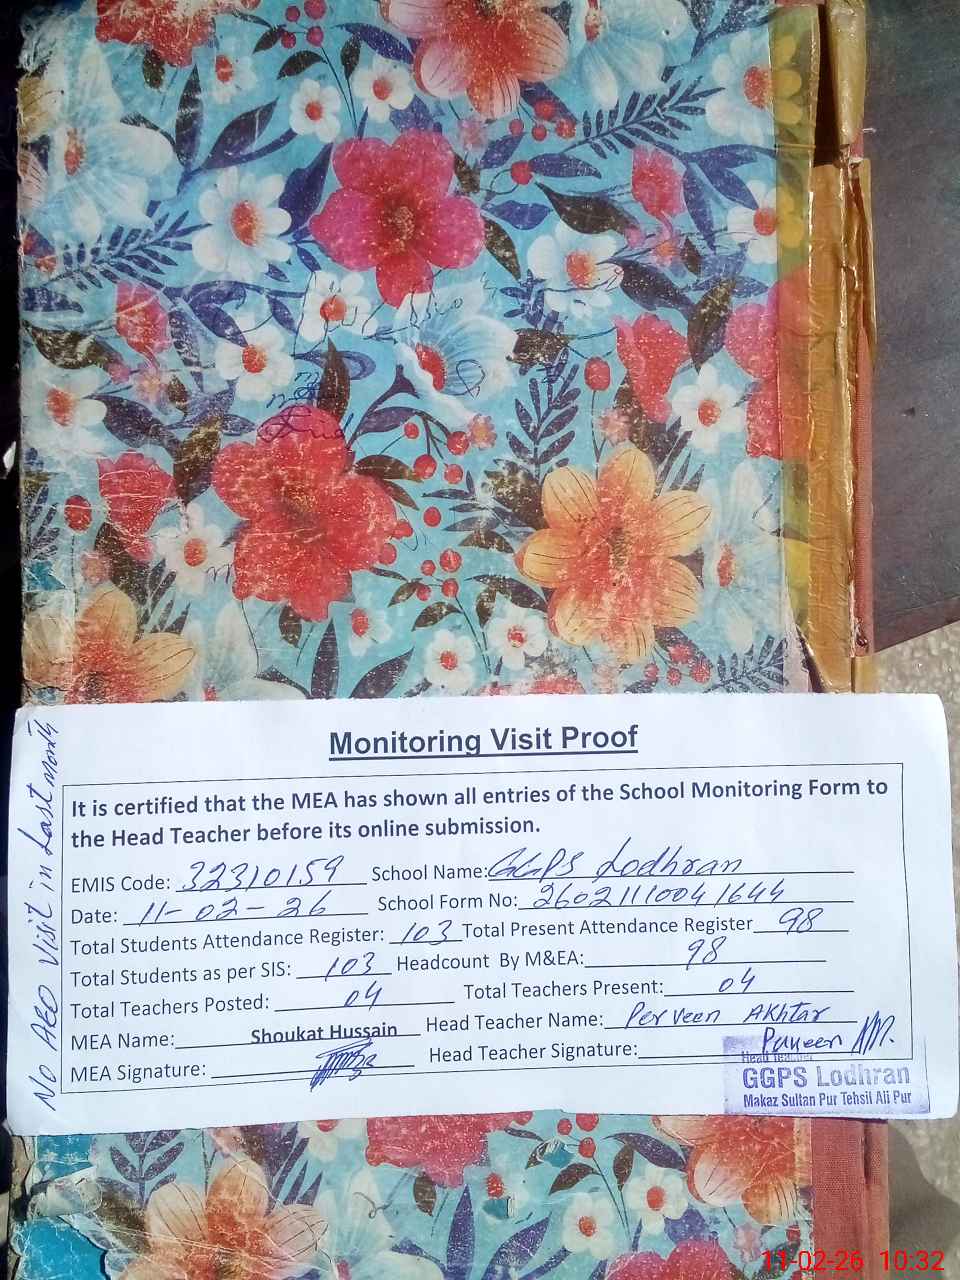 Monitoring Visit Proof
It is certified that the MEA has shown all entries of the School Monitoring Form to
the Head Teacher before its online submission.
EMIS Code: 32310159 School Name: GGPS Lodhran
Date: 11-02-26 School Form No: 26021110041644
Total Students Attendance Register: 103 Total Present Attendance Register 98
Total Students as per SIS: 103 Headcount By M&EA: 98
Total Teachers Posted: 04 Total Teachers Present: 04
MEA Name: Shoukat Hussain Head Teacher Name: Perveen Akhtar
MEA Signature: Head Teacher Signature: Parveen
Head Teacher
GGPS Lodhran
Makaz Sultan Pur Tehsil Ali Pur
No AEO Visit in Last month
11-02-26 10:32